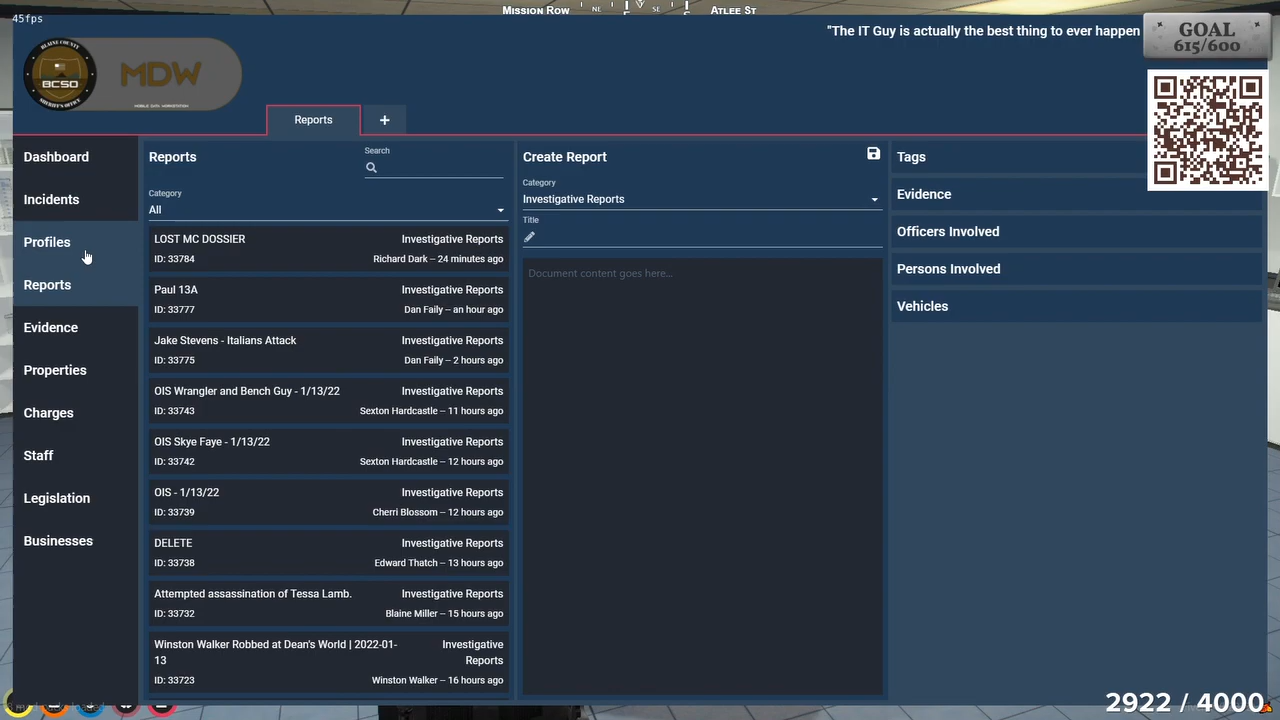 45fps
Mission Row
NE
E
SE
Atlee St
"The IT Guy is actually the best thing to ever happen
GOAL
615/600
BLAINE COUNTY
BCSO
SHERIFF'S OFFICE
MDW
MOBILE DATA WORKSTATION
Reports
+
Dashboard
Incidents
Profiles
Reports
Evidence
Properties
Charges
Staff
Legislation
Businesses
Reports
Search
Category
All
LOST MC DOSSIER Investigative Reports
ID: 33784 Richard Dark – 24 minutes ago
Paul 13A Investigative Reports
ID: 33777 Dan Faily – an hour ago
Jake Stevens - Italians Attack Investigative Reports
ID: 33775 Dan Faily – 2 hours ago
OIS Wrangler and Bench Guy - 1/13/22 Investigative Reports
ID: 33743 Sexton Hardcastle – 11 hours ago
OIS Skye Faye - 1/13/22 Investigative Reports
ID: 33742 Sexton Hardcastle – 12 hours ago
OIS - 1/13/22 Investigative Reports
ID: 33739 Cherri Blossom – 12 hours ago
DELETE Investigative Reports
ID: 33738 Edward Thatch – 13 hours ago
Attempted assassination of Tessa Lamb. Investigative Reports
ID: 33732 Blaine Miller – 15 hours ago
Winston Walker Robbed at Dean's World | 2022-01- Investigative
13 Reports
ID: 33723 Winston Walker – 16 hours ago
Create Report
Category
Investigative Reports
Title
Document content goes here...
Tags
Evidence
Officers Involved
Persons Involved
Vehicles
2922 / 4000